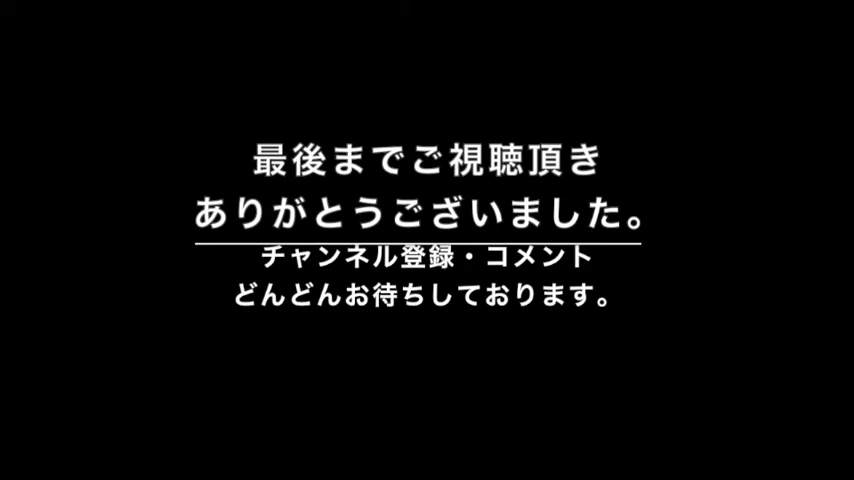 最後までご視聴頂き
ありがとうございました。
チャンネル登録・コメント
どんどんお待ちしております。